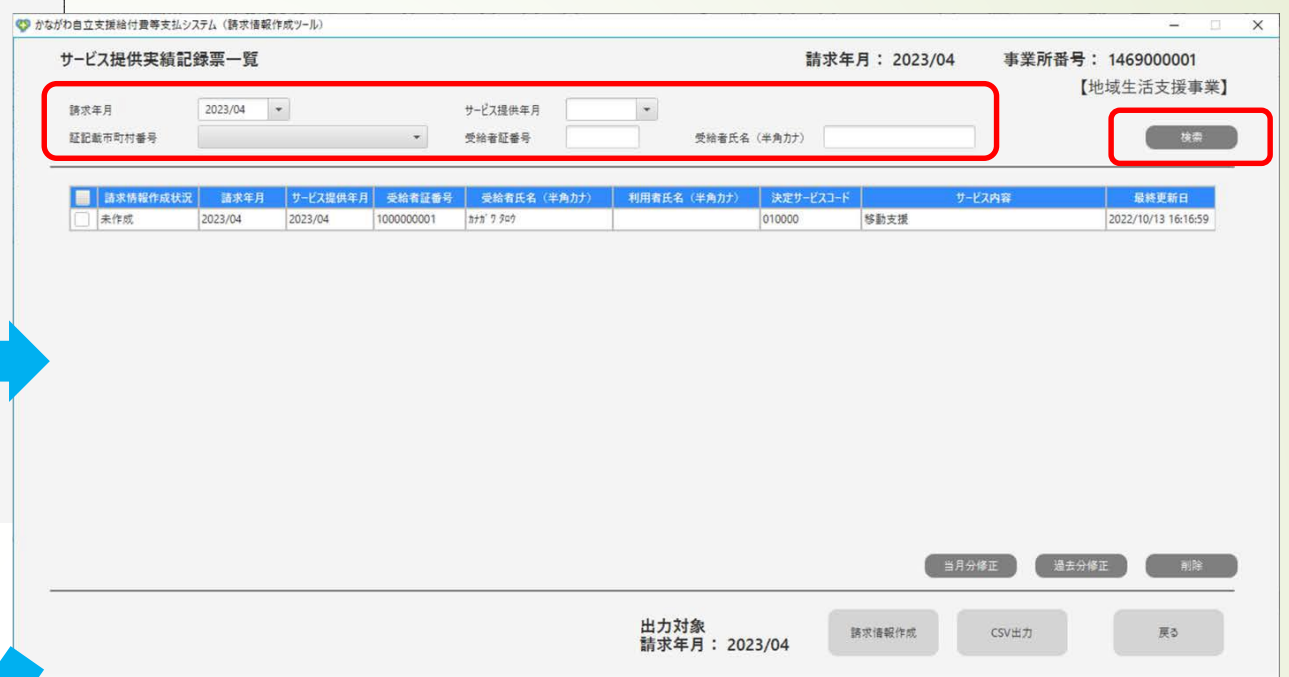 かながわ自立支援給付費等支払システム（請求情報作成ツール）
サービス提供実績記録票一覧 請求年月： 2023/04 事業所番号： 1469000001
【地域生活支援事業】
請求年月 2023/04 サービス提供年月
証記載市町村番号 受給者証番号 受給者氏名（半角カナ） 検索
請求情報作成状況 請求年月 サービス提供年月 受給者証番号 受給者氏名（半角カナ） 利用者氏名（半角カナ） 決定サービスコード サービス内容 最終更新日
未作成 2023/04 2023/04 1000000001 ｶﾅｶﾞﾜ ﾀﾛｳ 010000 移動支援 2022/10/13 16:16:59
当月分修正 過去分修正 削除
出力対象
請求年月： 2023/04 請求情報作成 CSV出力 戻る